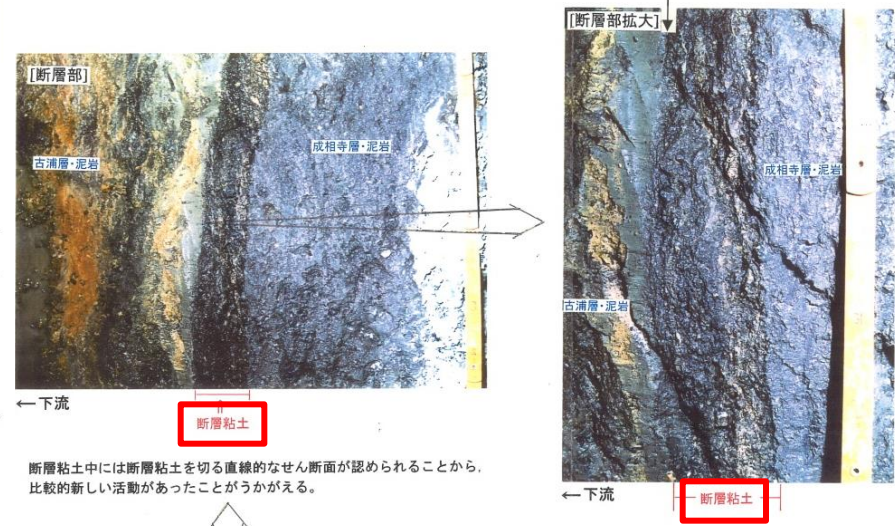 [断層部]
古浦層・泥岩
成相寺層・泥岩
←下流
断層粘土
断層粘土中には断層粘土を切る直線的なせん断面が認められることから,
比較的新しい活動があったことがうかがえる。
[断層部拡大]
成相寺層・泥岩
古浦層・泥岩
←下流
断層粘土